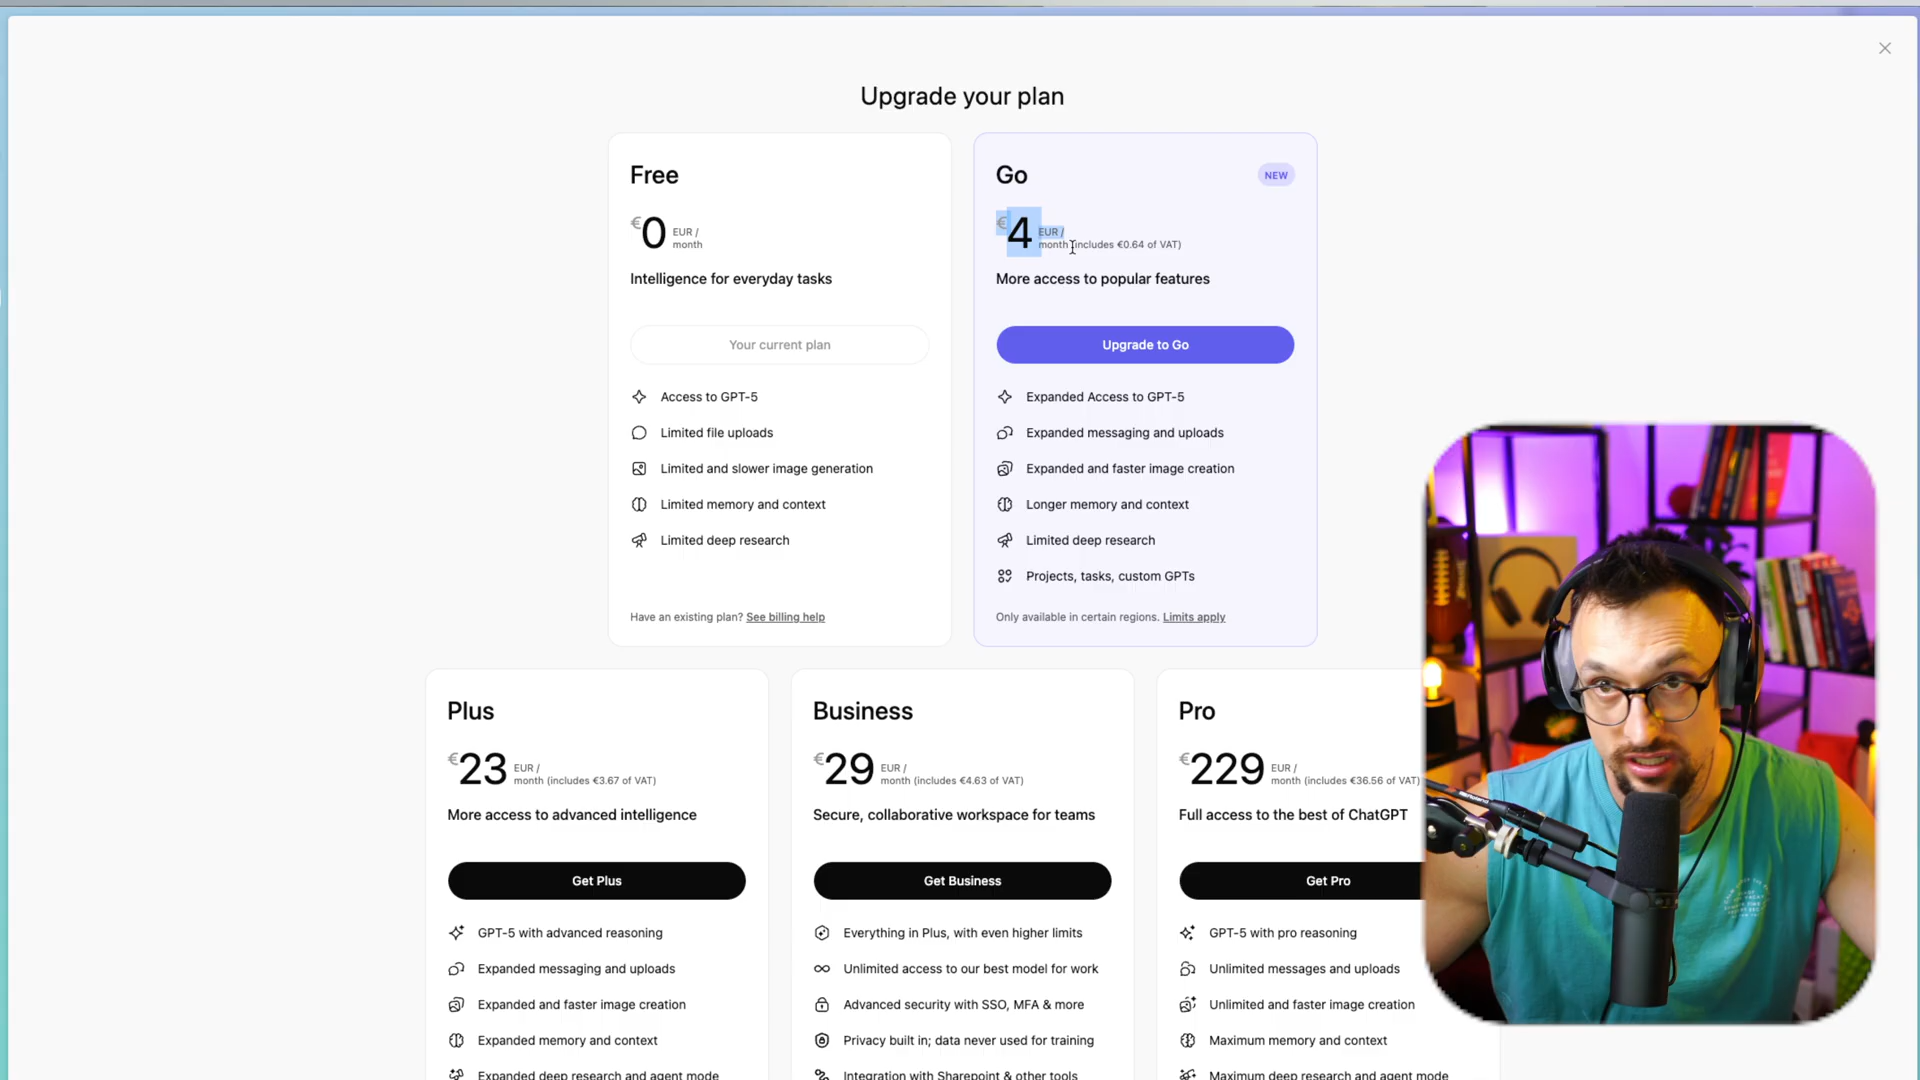 Upgrade your plan
Free
€0 EUR /
month
Intelligence for everyday tasks
Your current plan
Access to GPT-5
Limited file uploads
Limited and slower image generation
Limited memory and context
Limited deep research
Have an existing plan? See billing help
Go
NEW
€4 EUR /
month (includes €0.64 of VAT)
More access to popular features
Upgrade to Go
Expanded Access to GPT-5
Expanded messaging and uploads
Expanded and faster image creation
Longer memory and context
Limited deep research
Projects, tasks, custom GPTs
Only available in certain regions. Limits apply
Plus
€23 EUR /
month (includes €3.67 of VAT)
More access to advanced intelligence
Get Plus
GPT-5 with advanced reasoning
Expanded messaging and uploads
Expanded and faster image creation
Expanded memory and context
Expanded deep research and agent mode
Business
€29 EUR /
month (includes €4.63 of VAT)
Secure, collaborative workspace for teams
Get Business
Everything in Plus, with even higher limits
Unlimited access to our best model for work
Advanced security with SSO, MFA & more
Privacy built in; data never used for training
Integration with Sharepoint & other tools
Pro
€229 EUR /
month (includes €36.56 of VAT)
Full access to the best of ChatGPT
Get Pro
GPT-5 with pro reasoning
Unlimited messages and uploads
Unlimited and faster image creation
Maximum memory and context
Maximum deep research and agent mode